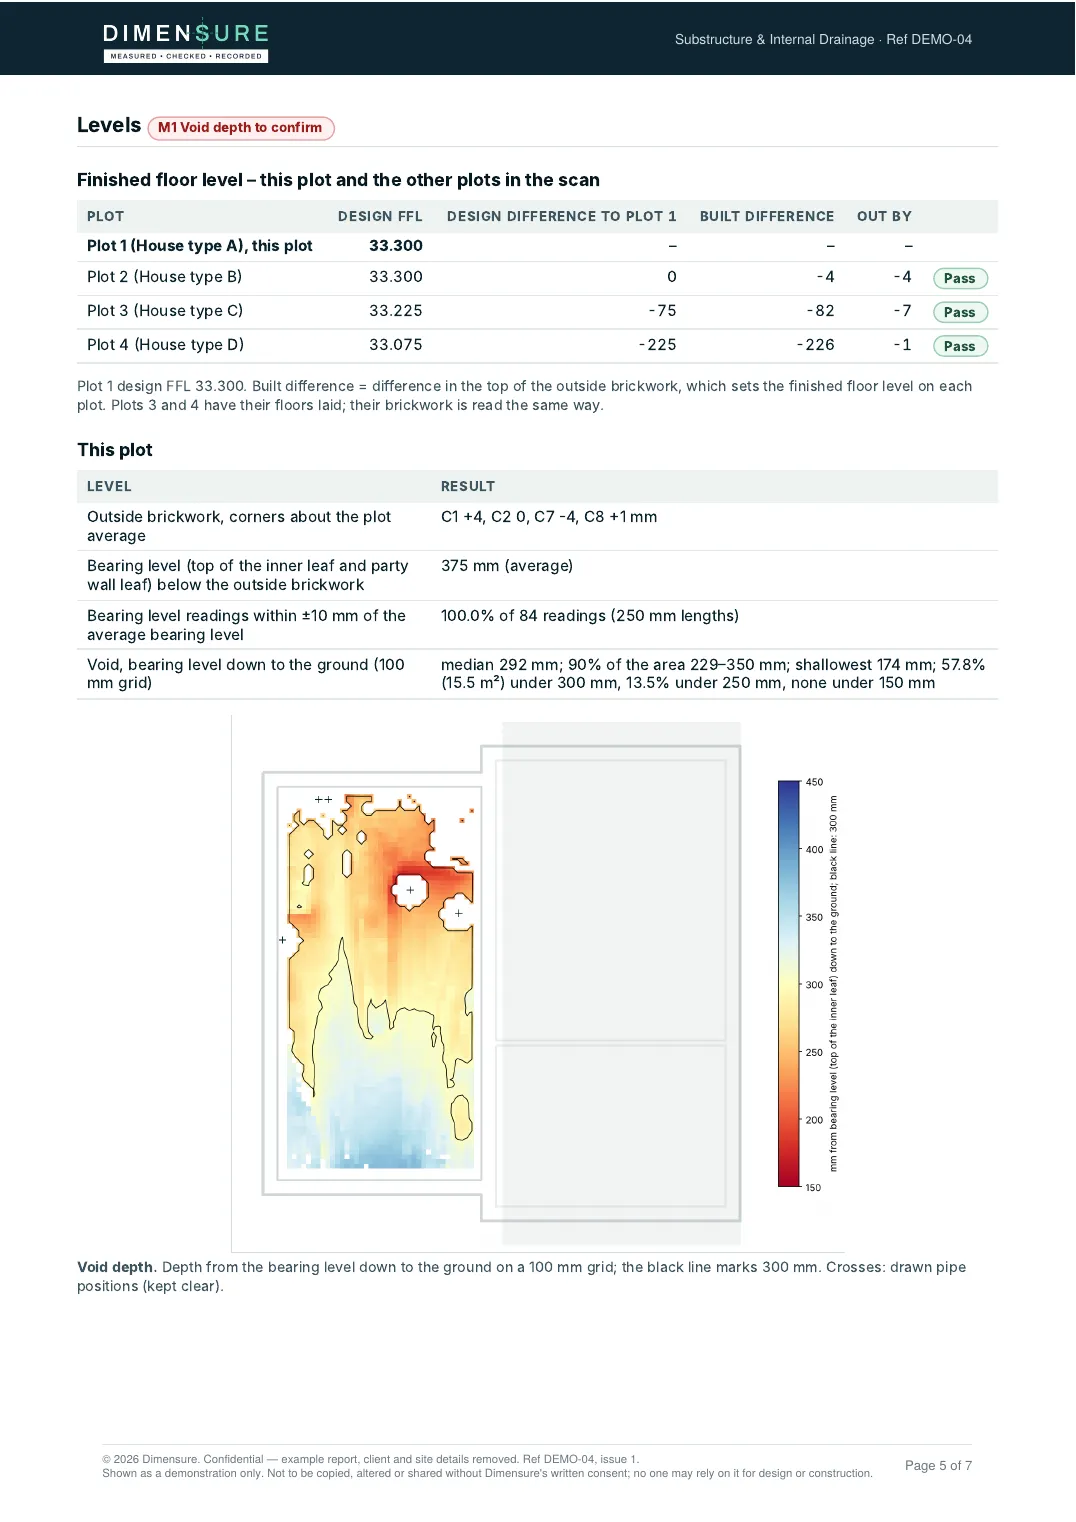 DIMENSURE
MEASURED • CHECKED • RECORDED
Substructure & Internal Drainage · Ref DEMO-04
Levels M1 Void depth to confirm
Finished floor level – this plot and the other plots in the scan
PLOT DESIGN FFL DESIGN DIFFERENCE TO PLOT 1 BUILT DIFFERENCE OUT BY
Plot 1 (House type A), this plot 33.300 – – –
Plot 2 (House type B) 33.300 0 -4 -4 Pass
Plot 3 (House type C) 33.225 -75 -82 -7 Pass
Plot 4 (House type D) 33.075 -225 -226 -1 Pass
Plot 1 design FFL 33.300. Built difference = difference in the top of the outside brickwork, which sets the finished floor level on each
plot. Plots 3 and 4 have their floors laid; their brickwork is read the same way.
This plot
LEVEL RESULT
Outside brickwork, corners about the plot C1 +4, C2 0, C7 -4, C8 +1 mm
average
Bearing level (top of the inner leaf and party 375 mm (average)
wall leaf) below the outside brickwork
Bearing level readings within ±10 mm of the 100.0% of 84 readings (250 mm lengths)
average bearing level
Void, bearing level down to the ground (100 median 292 mm; 90% of the area 229–350 mm; shallowest 174 mm; 57.8%
mm grid) (15.5 m²) under 300 mm, 13.5% under 250 mm, none under 150 mm
450
400
350
300
250
200
150
mm from bearing level (top of the inner leaf) down to the ground; black line: 300 mm
Void depth. Depth from the bearing level down to the ground on a 100 mm grid; the black line marks 300 mm. Crosses: drawn pipe
positions (kept clear).
© 2026 Dimensure. Confidential — example report, client and site details removed. Ref DEMO-04, issue 1.
Shown as a demonstration only. Not to be copied, altered or shared without Dimensure's written consent; no one may rely on it for design or construction.
Page 5 of 7